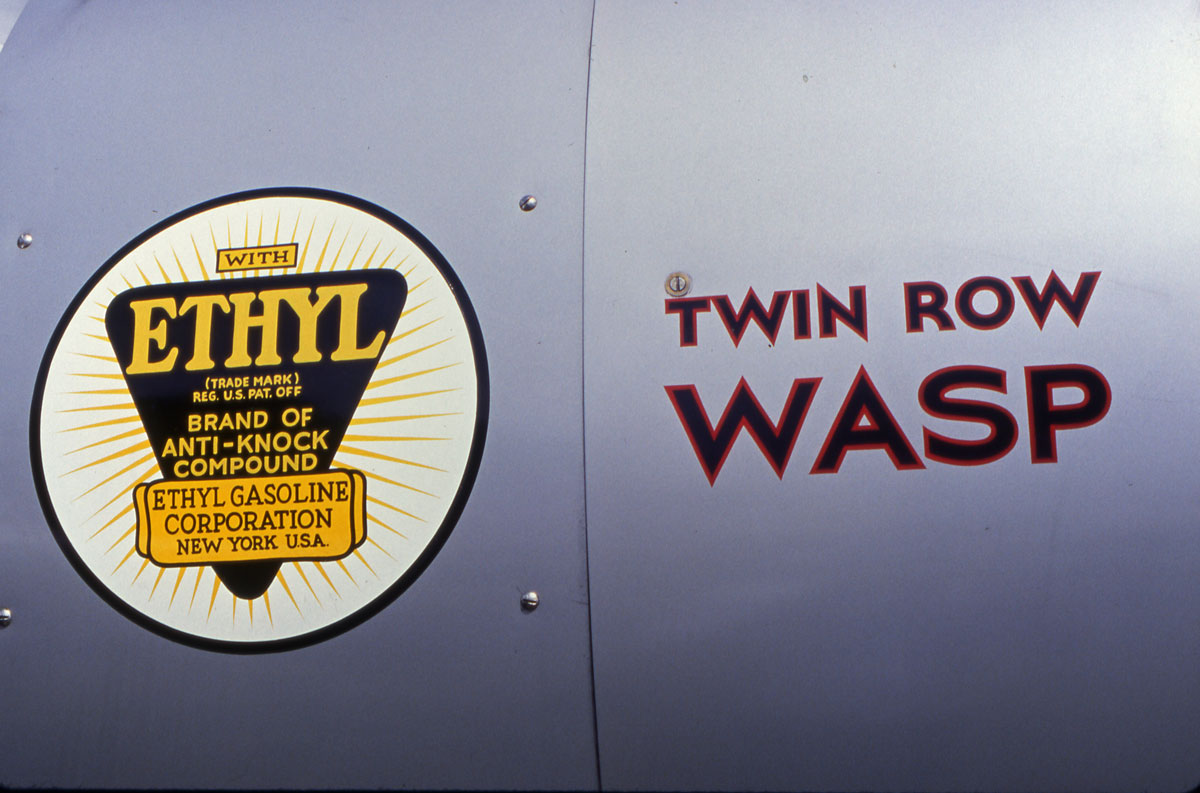 WITH
ETHYL
(TRADE MARK)
REG. U.S. PAT. OFF
BRAND OF
ANTI-KNOCK
COMPOUND
ETHYL GASOLINE
CORPORATION
NEW YORK U.S.A.
TWIN ROW
WASP